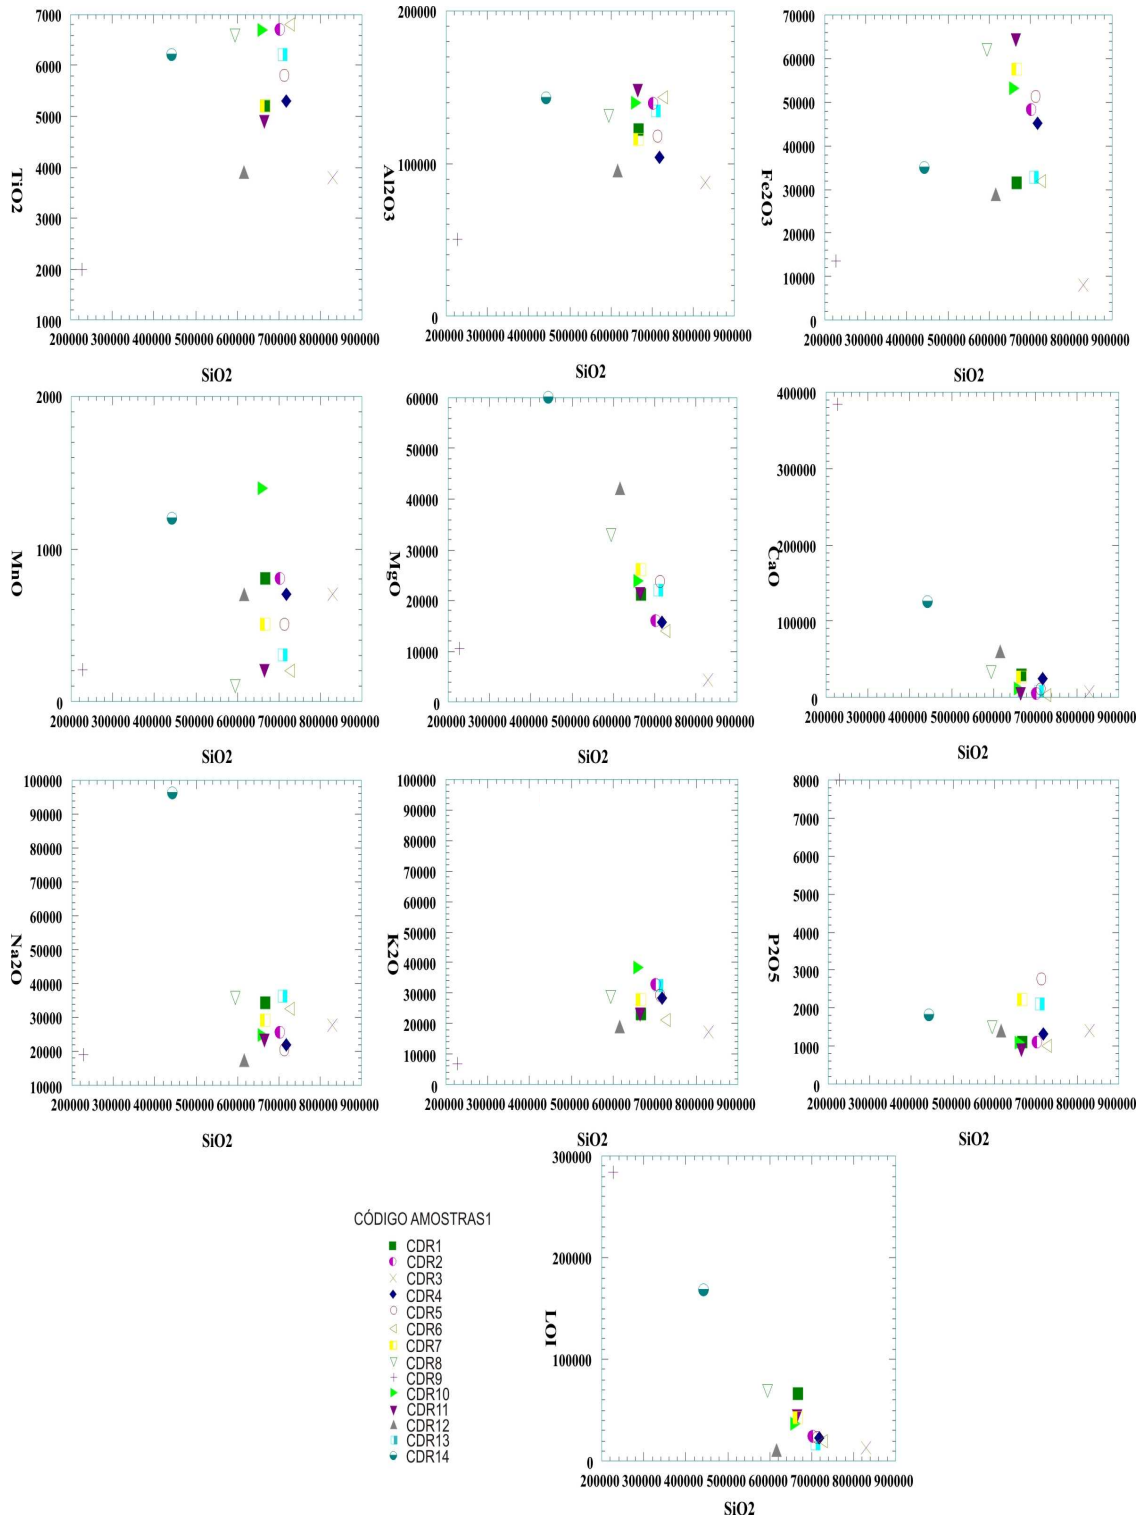 7000
6000
5000
4000
3000
2000
1000
TiO2
200000 300000 400000 500000 600000 700000 800000 900000
SiO2
200000
100000
0
Al2O3
200000 300000 400000 500000 600000 700000 800000 900000
SiO2
70000
60000
50000
40000
30000
20000
10000
0
Fe2O3
200000 300000 400000 500000 600000 700000 800000 900000
SiO2
2000
1000
0
MnO
200000 300000 400000 500000 600000 700000 800000 900000
SiO2
60000
50000
40000
30000
20000
10000
0
MgO
200000 300000 400000 500000 600000 700000 800000 900000
SiO2
400000
300000
200000
100000
0
CaO
200000 300000 400000 500000 600000 700000 800000 900000
SiO2
100000
90000
80000
70000
60000
50000
40000
30000
20000
10000
Na2O
200000 300000 400000 500000 600000 700000 800000 900000
SiO2
100000
90000
80000
70000
60000
50000
40000
30000
20000
10000
0
K2O
200000 300000 400000 500000 600000 700000 800000 900000
SiO2
8000
7000
6000
5000
4000
3000
2000
1000
0
P2O5
200000 300000 400000 500000 600000 700000 800000 900000
SiO2
300000
200000
100000
0
LOI
200000 300000 400000 500000 600000 700000 800000 900000
SiO2
CÓDIGO AMOSTRAS1
CDR1
CDR2
CDR3
CDR4
CDR5
CDR6
CDR7
CDR8
CDR9
CDR10
CDR11
CDR12
CDR13
CDR14